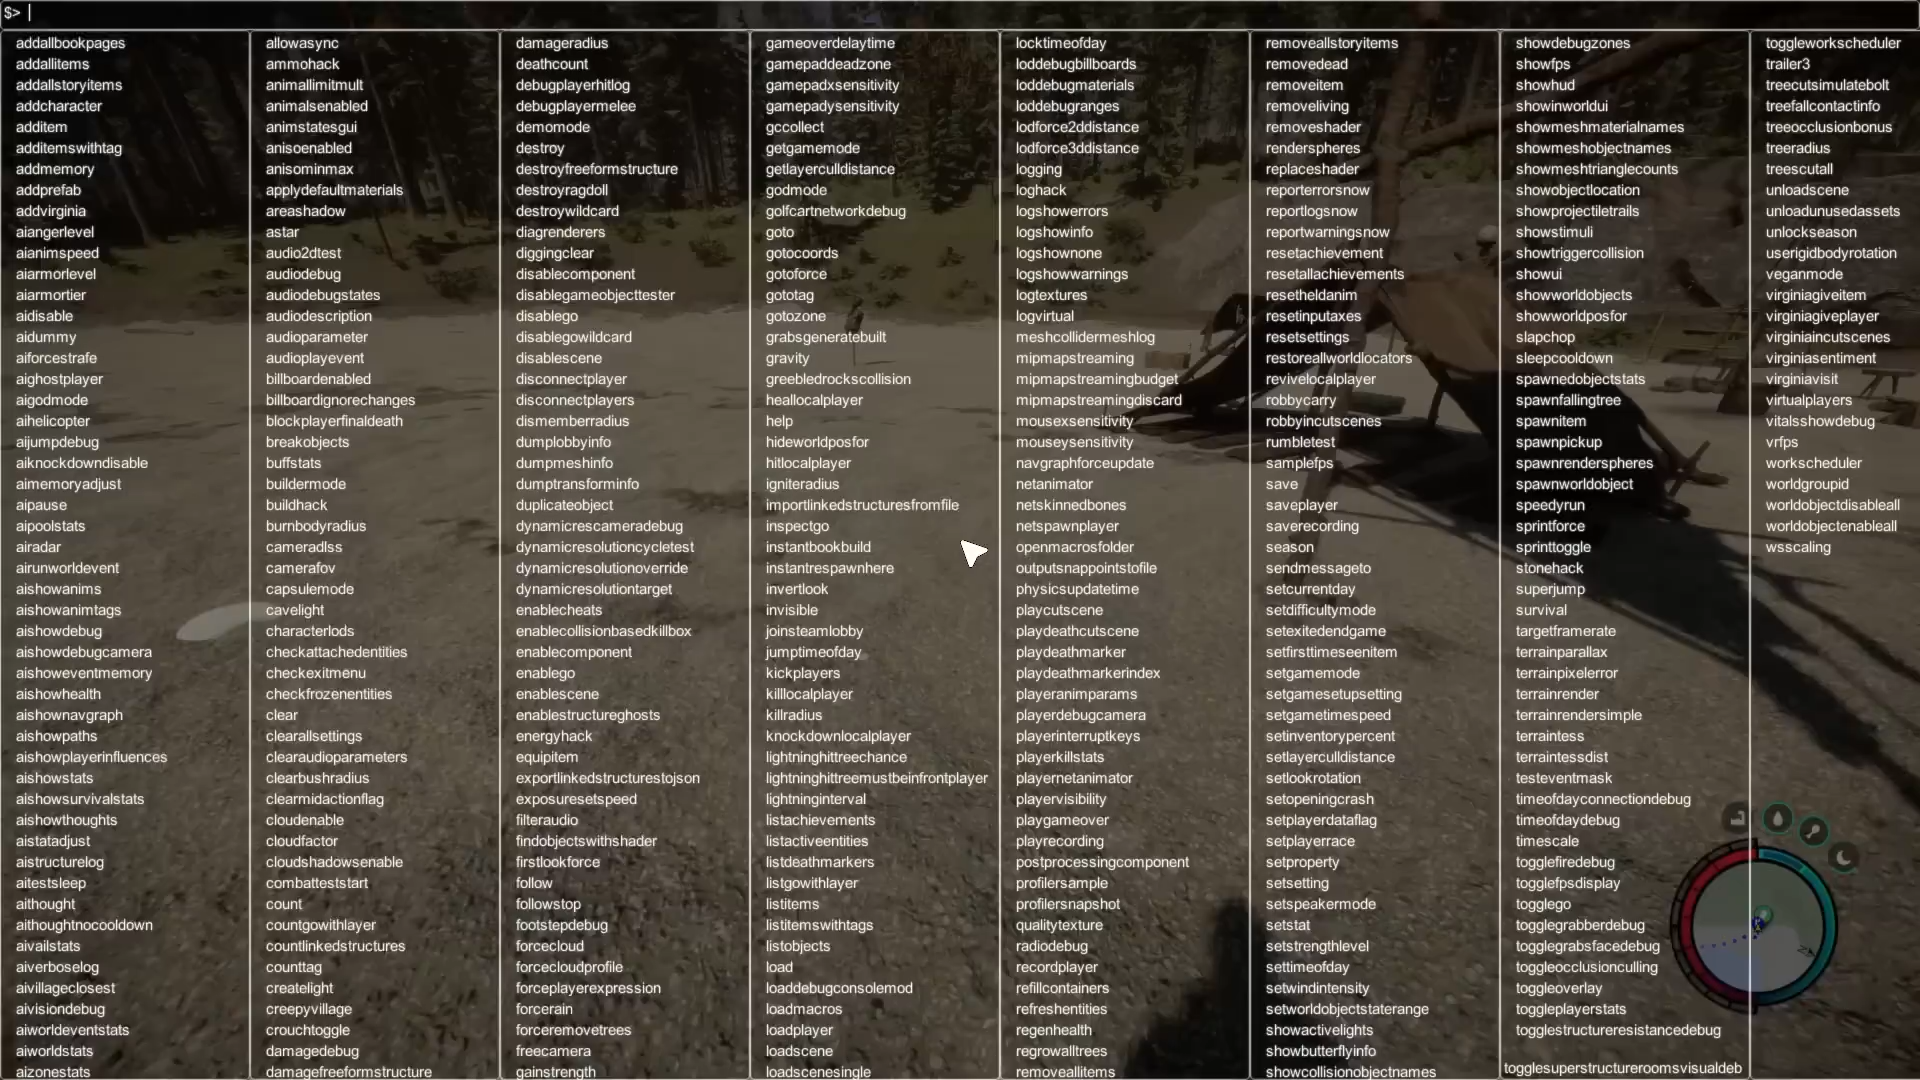 $>
addallbookpages
addallitems
addallstoryitems
addcharacter
additem
additemswithtag
addmemory
addprefab
addvirginia
aiangerlevel
aianimspeed
aiarmorlevel
aiarmortier
aidisable
aidummy
aiforcestrafe
aighostplayer
aigodmode
aihelicopter
aijumpdebug
aiknockdowndisable
aimemoryadjust
aipause
aipoolstats
airadar
airunworldevent
aishowanims
aishowanimtags
aishowdebug
aishowdebugcamera
aishoweventmemory
aishowhealth
aishownavgraph
aishowpaths
aishowplayerinfluences
aishowstats
aishowsurvivalstats
aishowthoughts
aistatadjust
aistructurelog
aitestsleep
aithought
aithoughtnocooldown
aivailstats
aiverboselog
aivillageclosest
aivisiondebug
aiworldeventstats
aiworldstats
aizonestats
allowasync
ammohack
animallimitmult
animalsenabled
animstatesgui
anisoenabled
anisominmax
applydefaultmaterials
areashadow
astar
audio2dtest
audiodebug
audiodebugstates
audiodescription
audioparameter
audioplayevent
billboardenabled
billboardignorechanges
blockplayerfinaldeath
breakobjects
buffstats
buildermode
buildhack
burnbodyradius
cameradlss
camerafov
capsulemode
cavelight
characterlods
checkattachedentities
checkexitmenu
checkfrozenentities
clear
clearallsettings
clearaudioparameters
clearbushradius
clearmidactionflag
cloudenable
cloudfactor
cloudshadowsenable
combatteststart
count
countgowithlayer
countlinkedstructures
counttag
createlight
creepyvillage
crouchtoggle
damagedebug
damagefreeformstructure
damageradius
deathcount
debugplayerhitlog
debugplayermelee
demomode
destroy
destroyfreeformstructure
destroyragdoll
destroywildcard
diagrenderers
diggingclear
disablecomponent
disablegameobjecttester
disablego
disablegowildcard
disablescene
disconnectplayer
disconnectplayers
dismemberradius
dumplobbyinfo
dumpmeshinfo
dumptransforminfo
duplicateobject
dynamicrescameradebug
dynamicresolutioncycletest
dynamicresolutionoverride
dynamicresolutiontarget
enablecheats
enablecollisionbasedkillbox
enablecomponent
enablego
enablescene
enablestructureghosts
energyhack
equipitem
exportlinkedstructurestojson
exposuresetspeed
filteraudio
findobjectswithshader
firstlookforce
follow
followstop
footstepdebug
forcecloud
forcecloudprofile
forceplayerexpression
forcerain
forceremovetrees
freecamera
gainstrength
gameoverdelaytime
gamepaddeadzone
gamepadxsensitivity
gamepadysensitivity
gccollect
getgamemode
getlayerculldistance
godmode
golfcartnetworkdebug
goto
gotocoords
gotoforce
gototag
gotozone
grabsgeneratebuilt
gravity
greebledrockscollision
heallocalplayer
help
hideworldposfor
hitlocalplayer
igniteradius
importlinkedstructuresfromfile
inspectgo
instantbookbuild
instantrespawnhere
invertlook
invisible
joinsteamlobby
jumptimeofday
kickplayers
killlocalplayer
killradius
knockdownlocalplayer
lightninghittreechance
lightninghittreemustbeinfrontplayer
lightninginterval
listachievements
listactiveentities
listdeathmarkers
listgowithlayer
listitems
listitemswithtags
listobjects
load
loaddebugconsolemod
loadmacros
loadplayer
loadscene
loadscenesingle
locktimeofday
loddebugbillboards
loddebugmaterials
loddebugranges
lodforce2ddistance
lodforce3ddistance
logging
loghack
logshowerrors
logshowinfo
logshownone
logshowwarnings
logtextures
logvirtual
meshcollidermeshlog
mipmapstreaming
mipmapstreamingbudget
mipmapstreamingdiscard
mousexsensitivity
mouseysensitivity
navgraphforceupdate
netanimator
netskinnedbones
netspawnplayer
openmacrosfolder
outputsnappointstofile
physicsupdatetime
playcutscene
playdeathcutscene
playdeathmarker
playdeathmarkerindex
playeranimparams
playerdebugcamera
playerinterruptkeys
playerkillstats
playernetanimator
playervisibility
playgameover
playrecording
postprocessingcomponent
profilersample
profilersnapshot
qualitytexture
radiodebug
recordplayer
refillcontainers
refreshentities
regenhealth
regrowalltrees
removeallitems
removeallstoryitems
removedead
removeitem
removeliving
removeshader
renderspheres
replaceshader
reporterrorsnow
reportlogsnow
reportwarningsnow
resetachievement
resetallachievements
resetheldanim
resetinputaxes
resetsettings
restoreallworldlocators
revivelocalplayer
robbycarry
robbyincutscenes
rumbletest
samplefps
save
saveplayer
saverecording
season
sendmessageto
setcurrentday
setdifficultymode
setexitedendgame
setfirsttimeseenitem
setgamemode
setgamesetupsetting
setgametimespeed
setinventorypercent
setlayerculldistance
setlookrotation
setopeningcrash
setplayerdataflag
setplayerrace
setproperty
setsetting
setspeakermode
setstat
setstrengthlevel
settimeofday
setwindintensity
setworldobjectstaterange
showactivelights
showbutterflyinfo
showcollisionobjectnames
showdebugzones
showfps
showhud
showinworldui
showmeshmaterialnames
showmeshobjectnames
showmeshtrianglecounts
showobjectlocation
showprojectiletrails
showstimuli
showtriggercollision
showui
showworldobjects
showworldposfor
slapchop
sleepcooldown
spawnedobjectstats
spawnfallingtree
spawnitem
spawnpickup
spawnrenderspheres
spawnworldobject
speedyrun
sprintforce
sprinttoggle
stonehack
superjump
survival
targetframerate
terrainparallax
terrainpixelerror
terrainrender
terrainrendersimple
terraintess
terraintessdist
testeventmask
timeofdayconnectiondebug
timeofdaydebug
timescale
togglefiredebug
togglefpsdisplay
togglego
togglegrabberdebug
togglegrabsfacedebug
toggleocclusionculling
toggleoverlay
toggleplayerstats
togglestructureresistancedebug
togglesuperstructureroomsvisualdeb
toggleworkscheduler
trailer3
treecutsimulatebolt
treefallcontactinfo
treeocclusionbonus
treeradius
treescutall
unloadscene
unloadunusedassets
unlockseason
userigidbodyrotation
veganmode
virginiagiveitem
virginiagiveplayer
virginiaincutscenes
virginiasentiment
virginiavisit
virtualplayers
vitalsshowdebug
vrfps
workscheduler
worldgroupid
worldobjectdisableall
worldobjectenableall
wsscaling